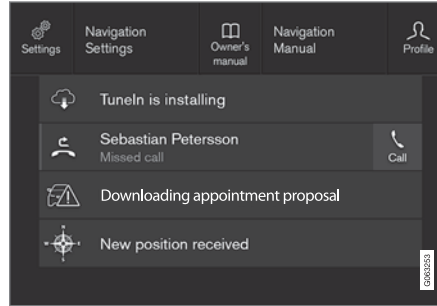 Settings
Navigation
Settings
Owner's
manual
Navigation
Manual
Profile
TuneIn is installing
Sebastian Petersson
Missed call
Call
Downloading appointment proposal
New position received
G063253